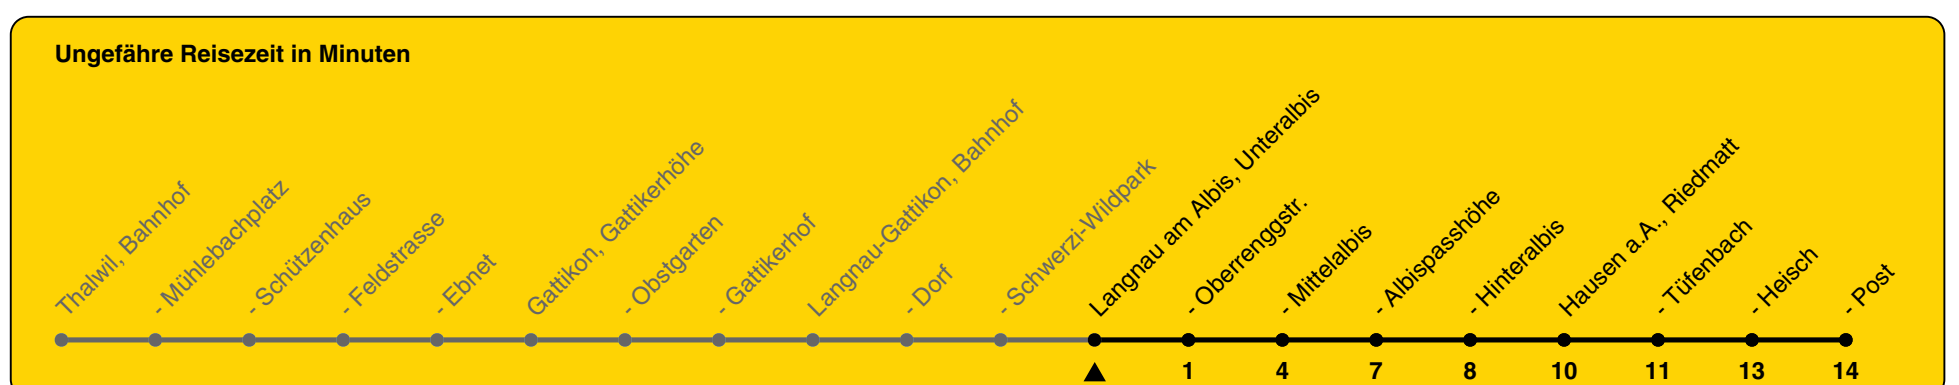 Ungefähre Reisezeit in Minuten
Thalwil, Bahnhof
- Mühlebachplatz
- Schützenhaus
- Feldstrasse
- Ebnet
Gattikon, Gattikerhöhe
- Obstgarten
- Gattikerhof
Langnau-Gattikon, Bahnhof
- Dorf
- Schwerzi-Wildpark
Langnau am Albis, Unteralbis
- Oberrenggstr.
- Mittelalbis
- Albispasshöhe
- Hinteralbis
Hausen a.A., Riedmatt
- Tüfenbach
- Heisch
- Post
1 4 7 8 10 11 13 14